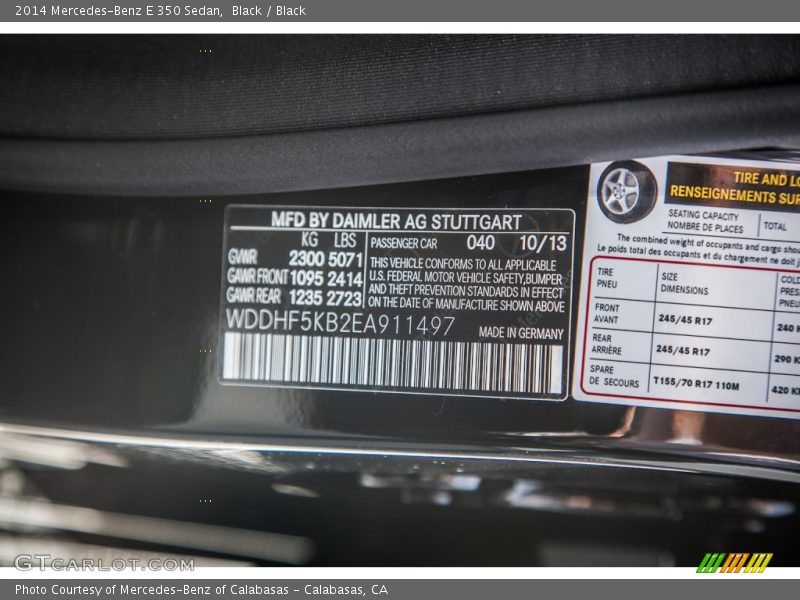 2014 Mercedes-Benz E 350 Sedan, Black / Black
MFD BY DAIMLER AG STUTTGART
KG LBS
GVWR 2300 5071
GAWR FRONT 1095 2414
GAWR REAR 1235 2723
PASSENGER CAR 040 10/13
THIS VEHICLE CONFORMS TO ALL APPLICABLE
U.S. FEDERAL MOTOR VEHICLE SAFETY, BUMPER
AND THEFT PREVENTION STANDARDS IN EFFECT
ON THE DATE OF MANUFACTURE SHOWN ABOVE
WDDHF5KB2EA911497 MADE IN GERMANY
TIRE AND LO
RENSEIGNEMENTS SUR
SEATING CAPACITY
NOMBRE DE PLACES
TOTAL
The combined weight of occupants and cargo shou
Le poids total des occupants et du chargement ne doit j
TIRE
PNEU
SIZE
DIMENSIONS
COLD
PRES
PNEU
FRONT
AVANT
245/45 R17
240 K
REAR
ARRIÈRE
245/45 R17
290 K
SPARE
DE SECOURS
T155/70 R17 110M
420 K
GTcarlot.com
Photo Courtesy of Mercedes-Benz of Calabasas - Calabasas, CA